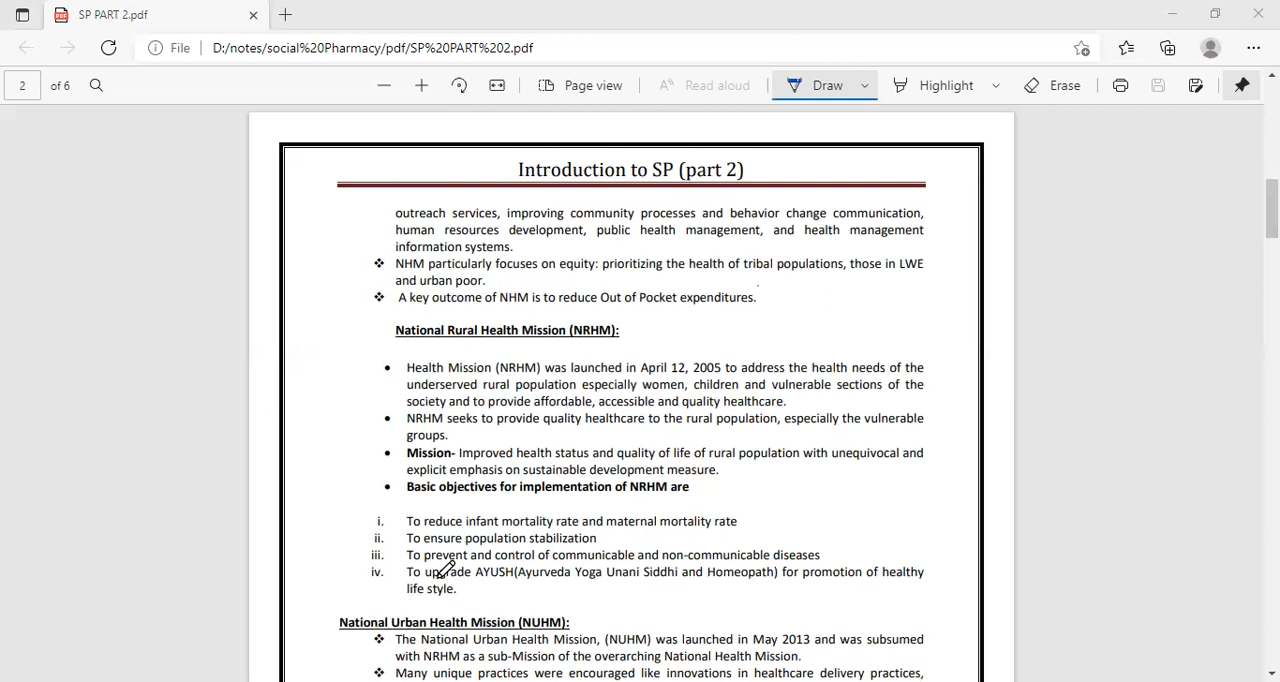 SP PART 2.pdf
File D:/notes/social%20Pharmacy/pdf/SP%20PART%202.pdf
2 of 6 Page view Read aloud Draw Highlight Erase
Introduction to SP (part 2)
outreach services, improving community processes and behavior change communication,
human resources development, public health management, and health management
information systems.
❖ NHM particularly focuses on equity: prioritizing the health of tribal populations, those in LWE
and urban poor.
❖ A key outcome of NHM is to reduce Out of Pocket expenditures.
National Rural Health Mission (NRHM):
• Health Mission (NRHM) was launched in April 12, 2005 to address the health needs of the
underserved rural population especially women, children and vulnerable sections of the
society and to provide affordable, accessible and quality healthcare.
• NRHM seeks to provide quality healthcare to the rural population, especially the vulnerable
groups.
• Mission- Improved health status and quality of life of rural population with unequivocal and
explicit emphasis on sustainable development measure.
• Basic objectives for implementation of NRHM are
i. To reduce infant mortality rate and maternal mortality rate
ii. To ensure population stabilization
iii. To prevent and control of communicable and non-communicable diseases
iv. To upgrade AYUSH(Ayurveda Yoga Unani Siddhi and Homeopath) for promotion of healthy
life style.
National Urban Health Mission (NUHM):
❖ The National Urban Health Mission, (NUHM) was launched in May 2013 and was subsumed
with NRHM as a sub-Mission of the overarching National Health Mission.
❖ Many unique practices were encouraged like innovations in healthcare delivery practices,